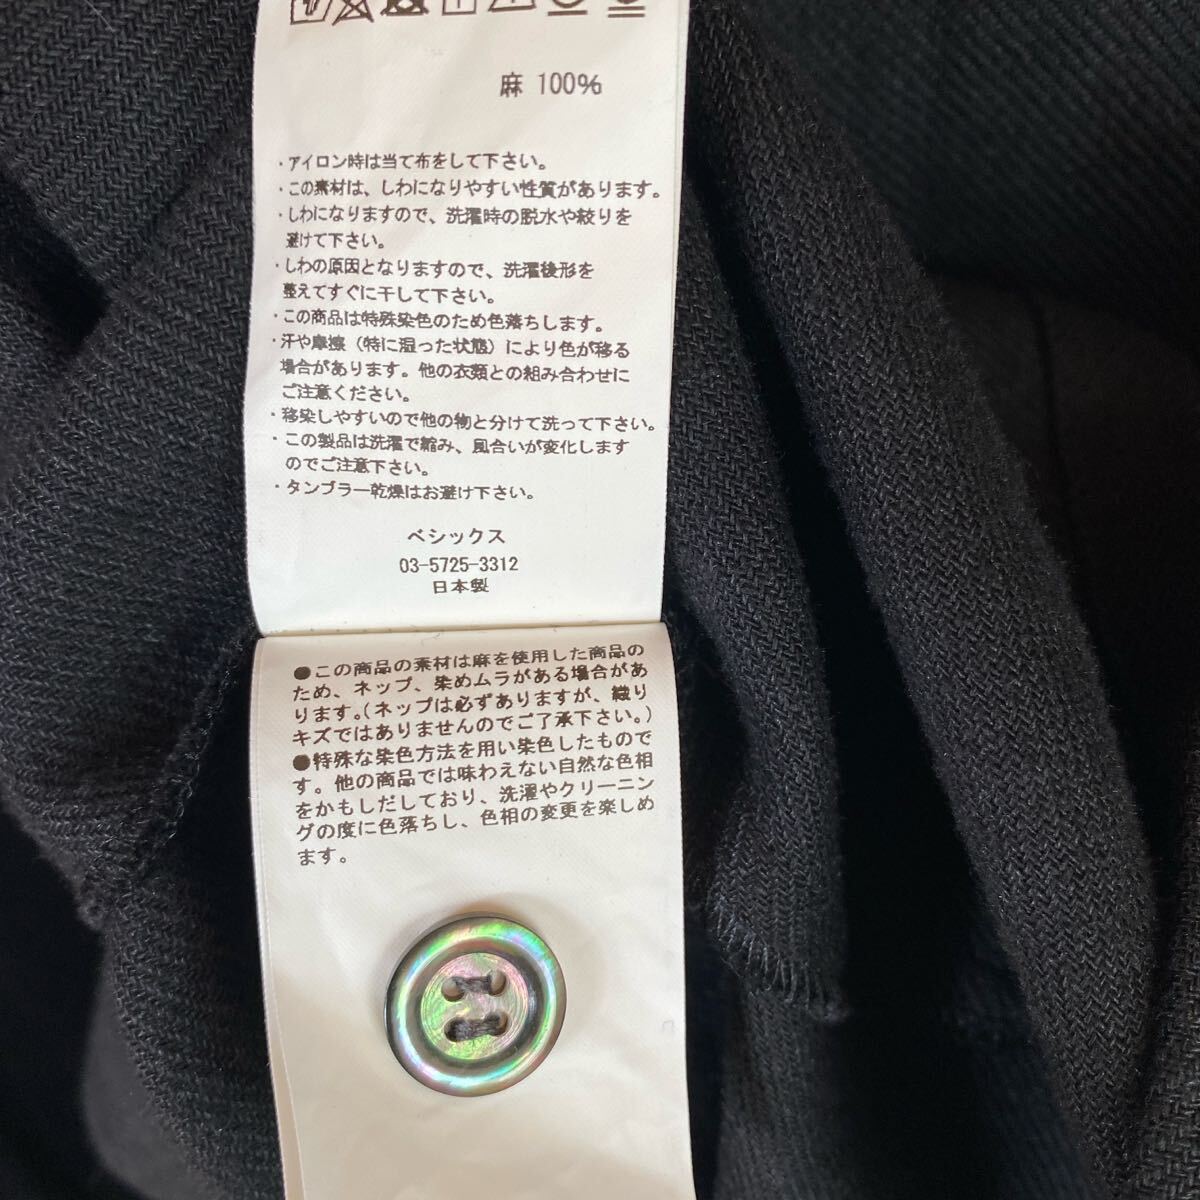 麻 100%
・アイロン時は当て布をして下さい。
・この素材は、しわになりやすい性質があります。
・しわになりますので、洗濯時の脱水や絞りを
避けて下さい。
・しわの原因となりますので、洗濯後形を
整えてすぐに干して下さい。
・この商品は特殊染色のため色落ちします。
・汗や摩擦（特に湿った状態）により色が移る
場合があります。他の衣類との組み合わせに
ご注意ください。
・移染しやすいので他の物と分けて洗って下さい。
・この製品は洗濯で縮み、風合いが変化します
のでご注意下さい。
・タンブラー乾燥はお避け下さい。
ベシックス
03-5725-3312
日本製
●この商品の素材は麻を使用した商品の
ため、ネップ、染めムラがある場合があ
ります。（ネップは必ずありますが、織り
キズではありませんのでご了承下さい。）
●特殊な染色方法を用い染色したもので
す。他の商品では味わえない自然な色相
をかもしだしており、洗濯やクリーニン
グの度に色落ちし、色相の変更を楽しめ
ます。